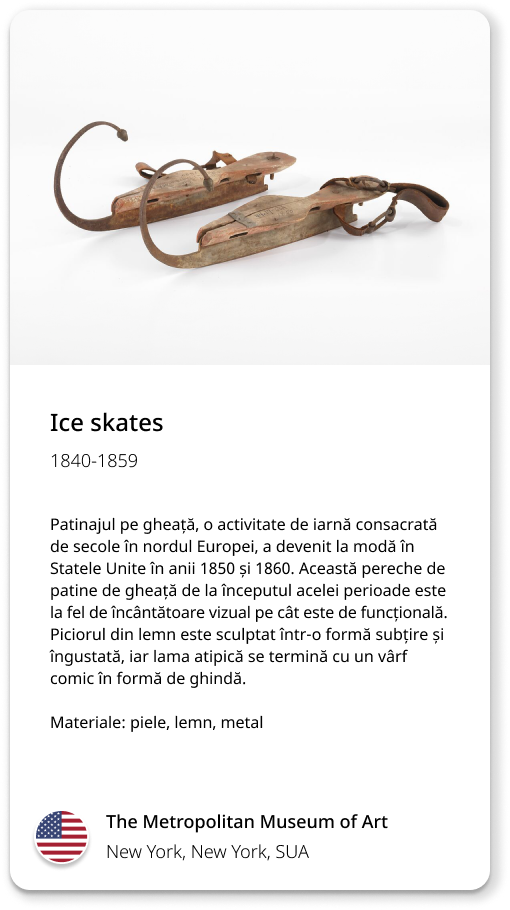 Ice skates
1840-1859
Patinajul pe gheață, o activitate de iarnă consacrată
de secole în nordul Europei, a devenit la modă în
Statele Unite în anii 1850 și 1860. Această pereche de
patine de gheață de la începutul acelei perioade este
la fel de încântătoare vizual pe cât este de funcțională.
Piciorul din lemn este sculptat într-o formă subțire și
îngustată, iar lama atipică se termină cu un vârf
comic în formă de ghindă.
Materiale: piele, lemn, metal
The Metropolitan Museum of Art
New York, New York, SUA